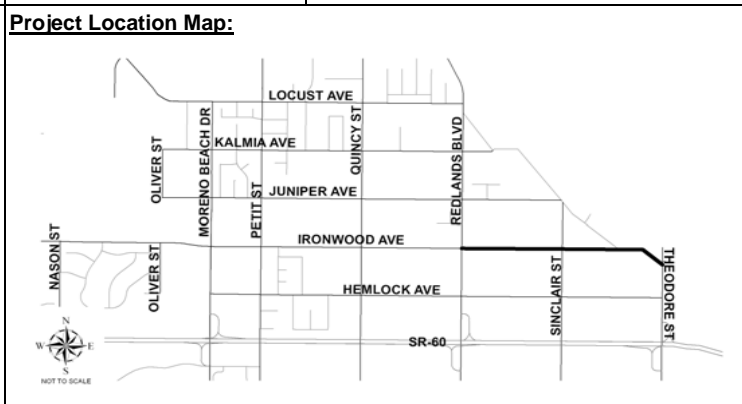 Project Location Map:
LOCUST AVE
MORENO BEACH DR
QUINCY ST
REDLANDS BLVD
OLIVER ST
KALMIA AVE
PETIT ST
JUNIPER AVE
NASON ST
OLIVER ST
IRONWOOD AVE
SINCLAIR ST
THEODORE ST
HEMLOCK AVE
N
W
E
S
SR-60
NOT TO SCALE